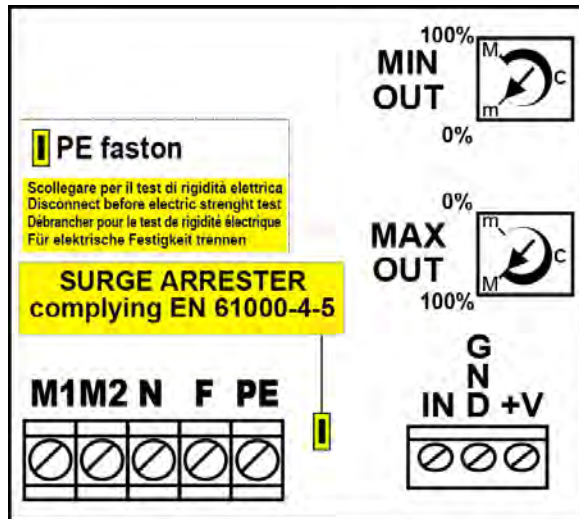 100%
MIN
OUT
M
C
m
0%
PE faston
Scollegare per il test di rigidità elettrica
Disconnect before electric strenght test
Débrancher pour le test de rigidité électrique
Für elektrische Festigkeit trennen
0%
MAX
OUT
m
C
M
100%
SURGE ARRESTER
complying EN 61000-4-5
M1 M2 N F PE
G
N
IN D +V